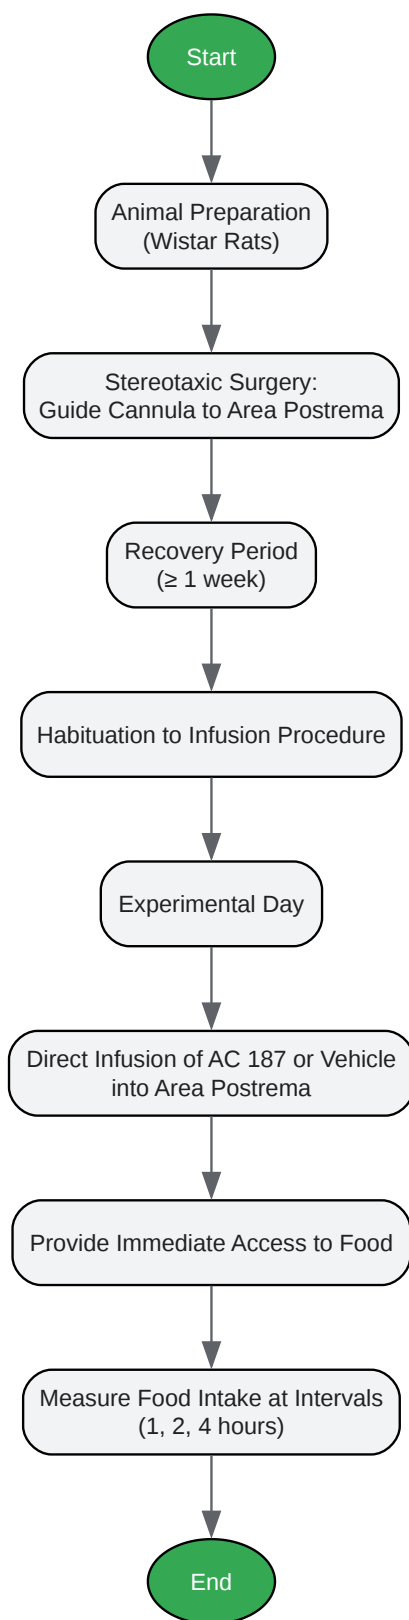 Start
Animal Preparation
(Wistar Rats)
Stereotaxic Surgery:
Guide Cannula to Area Postrema
Recovery Period
(≥ 1 week)
Habituation to Infusion Procedure
Experimental Day
Direct Infusion of AC 187 or Vehicle
into Area Postrema
Provide Immediate Access to Food
Measure Food Intake at Intervals
(1, 2, 4 hours)
End